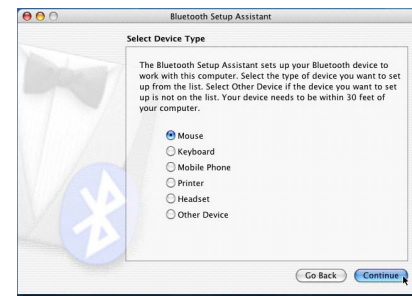 Bluetooth Setup Assistant
Select Device Type
The Bluetooth Setup Assistant sets up your Bluetooth device to
work with this computer. Select the type of device you want to set
up from the list. Select Other Device if the device you want to set
up is not on the list. Your device needs to be within 30 feet of
your computer.
Mouse
Keyboard
Mobile Phone
Printer
Headset
Other Device
Go Back Continue